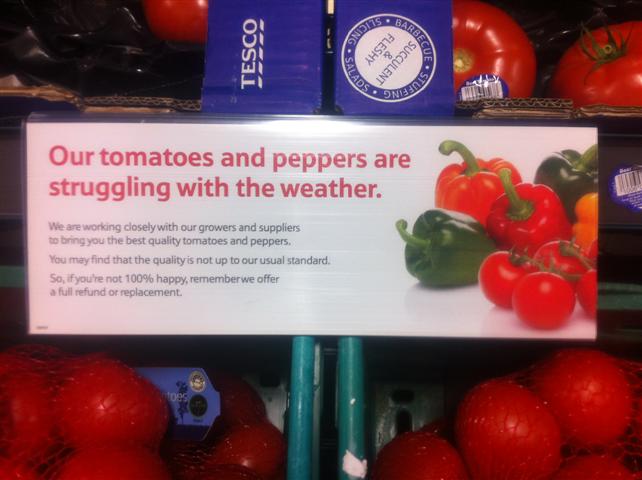 TESCO
BARBECUE • STUFFING • SALADS • SLICING •
SUCCULENT
&
FLESHY
Our tomatoes and peppers are
struggling with the weather.
We are working closely with our growers and suppliers
to bring you the best quality tomatoes and peppers.
You may find that the quality is not up to our usual standard.
So, if you're not 100% happy, remember we offer
a full refund or replacement.